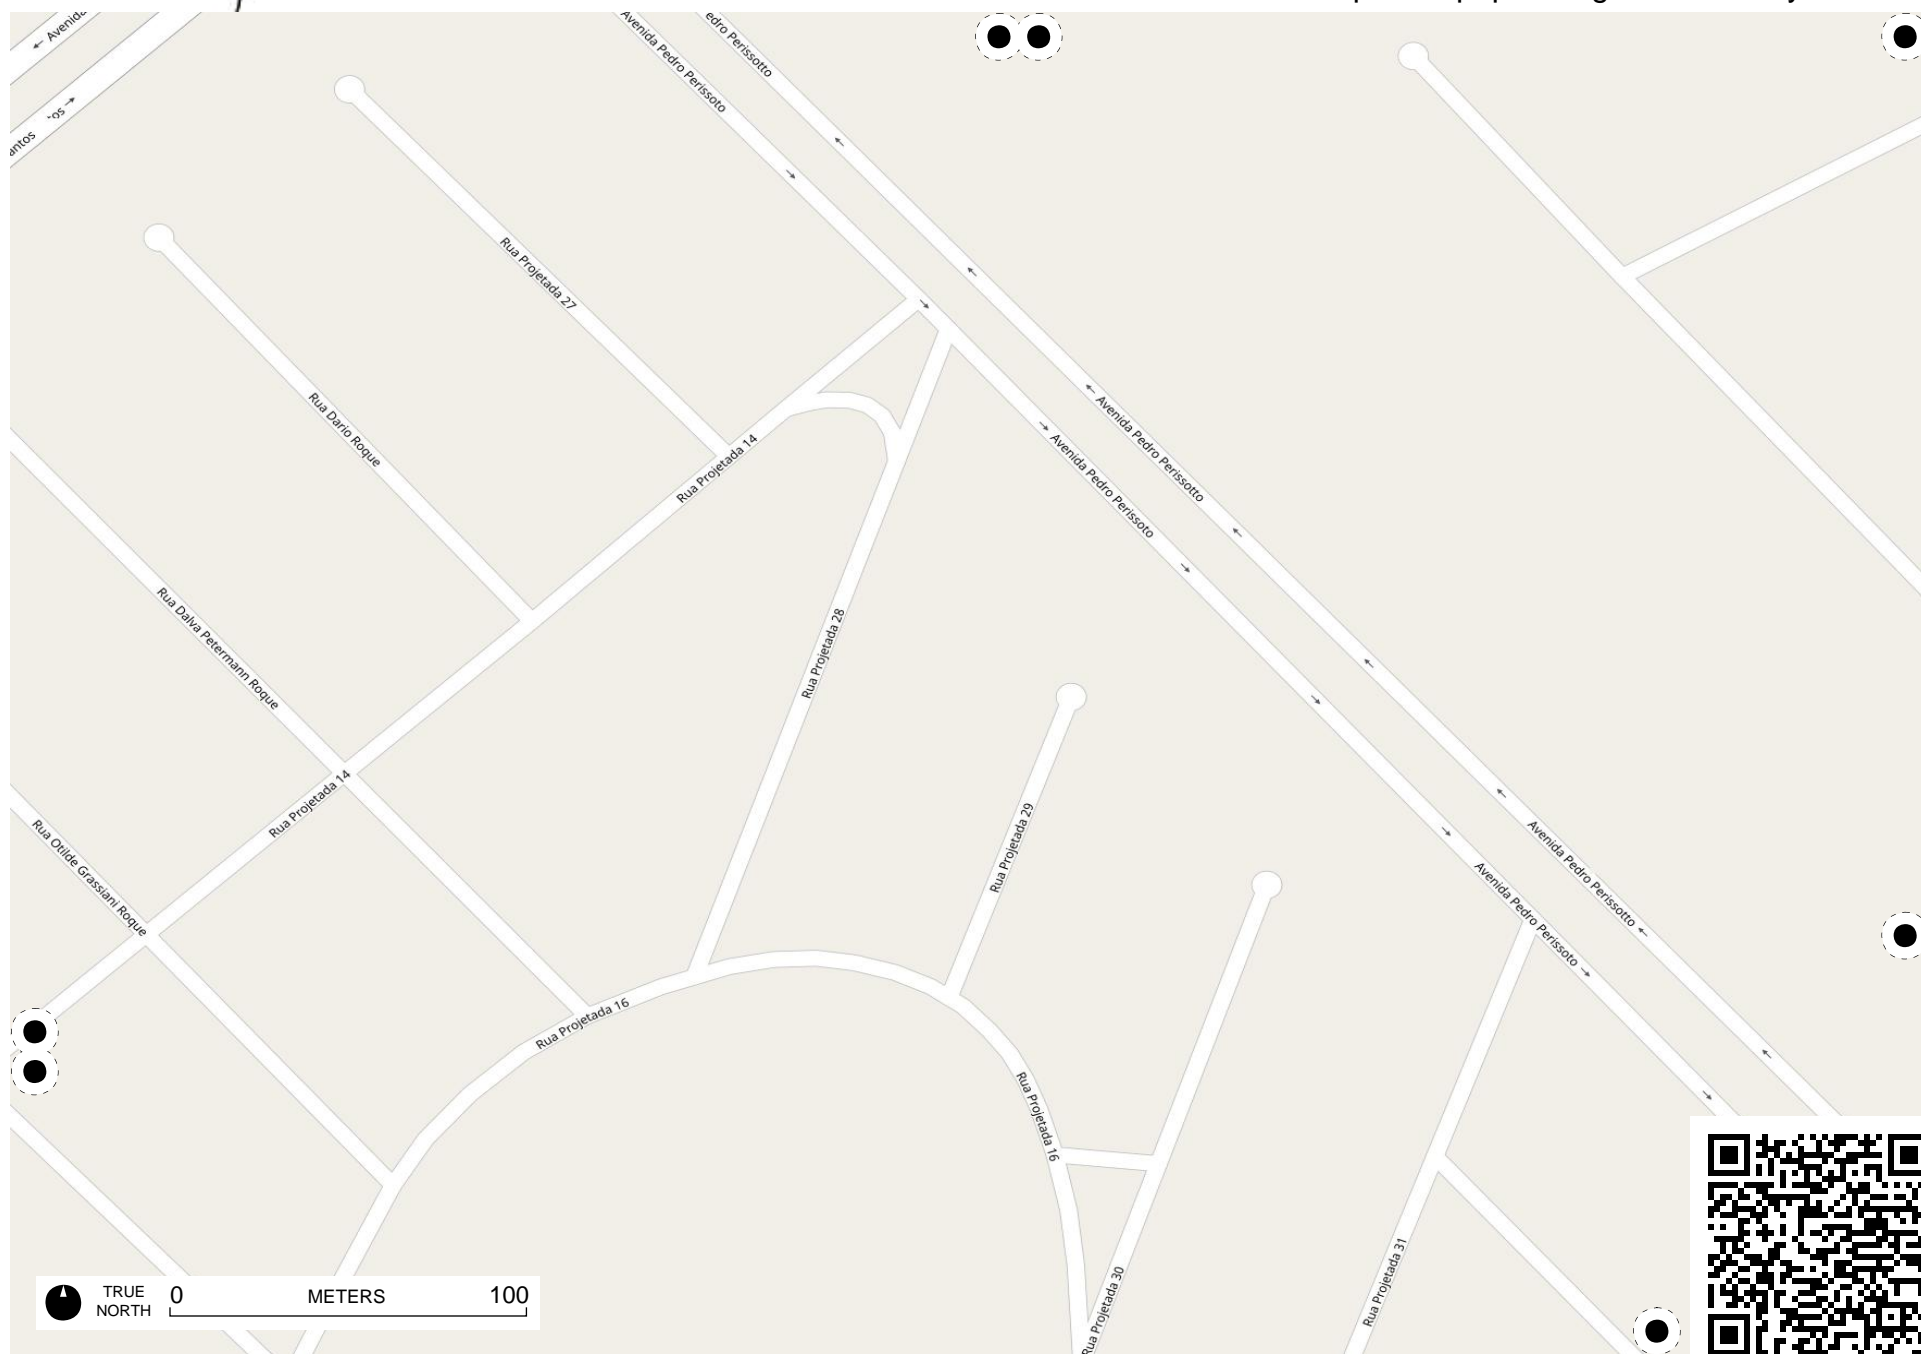 Avenida Pedro Perissoto
Pedro Perissotto
antos
Rua Projetada 27
Rua Dario Roque
Rua Projetada 14
Avenida Pedro Perissotto
Avenida Pedro Perissoto
Rua Dalva Petermann Roque
Rua Projetada 28
Rua Projetada 14
Rua Otilde Grassiani Roque
Rua Projetada 29
Avenida Pedro Perissotto
Avenida Pedro Perissoto
Rua Projetada 16
Rua Projetada 16
Rua Projetada 30
Rua Projetada 31
TRUE
NORTH
0 METERS 100